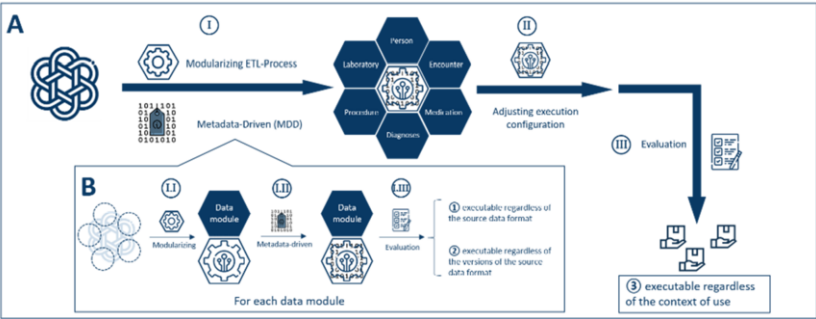 A
I
II
Modularizing ETL-Process
Person
Laboratory
Encounter
Procedure
Medication
Diagnoses
Metadata-Driven (MDD)
Adjusting execution
configuration
III
Evaluation
B
I.I
I.II
I.III
Modularizing
Data
module
Metadata-driven
Data
module
Evaluation
1 executable regardless of
the source data format
2 executable regardless of
the versions of the source
data format
For each data module
3 executable regardless
of the context of use